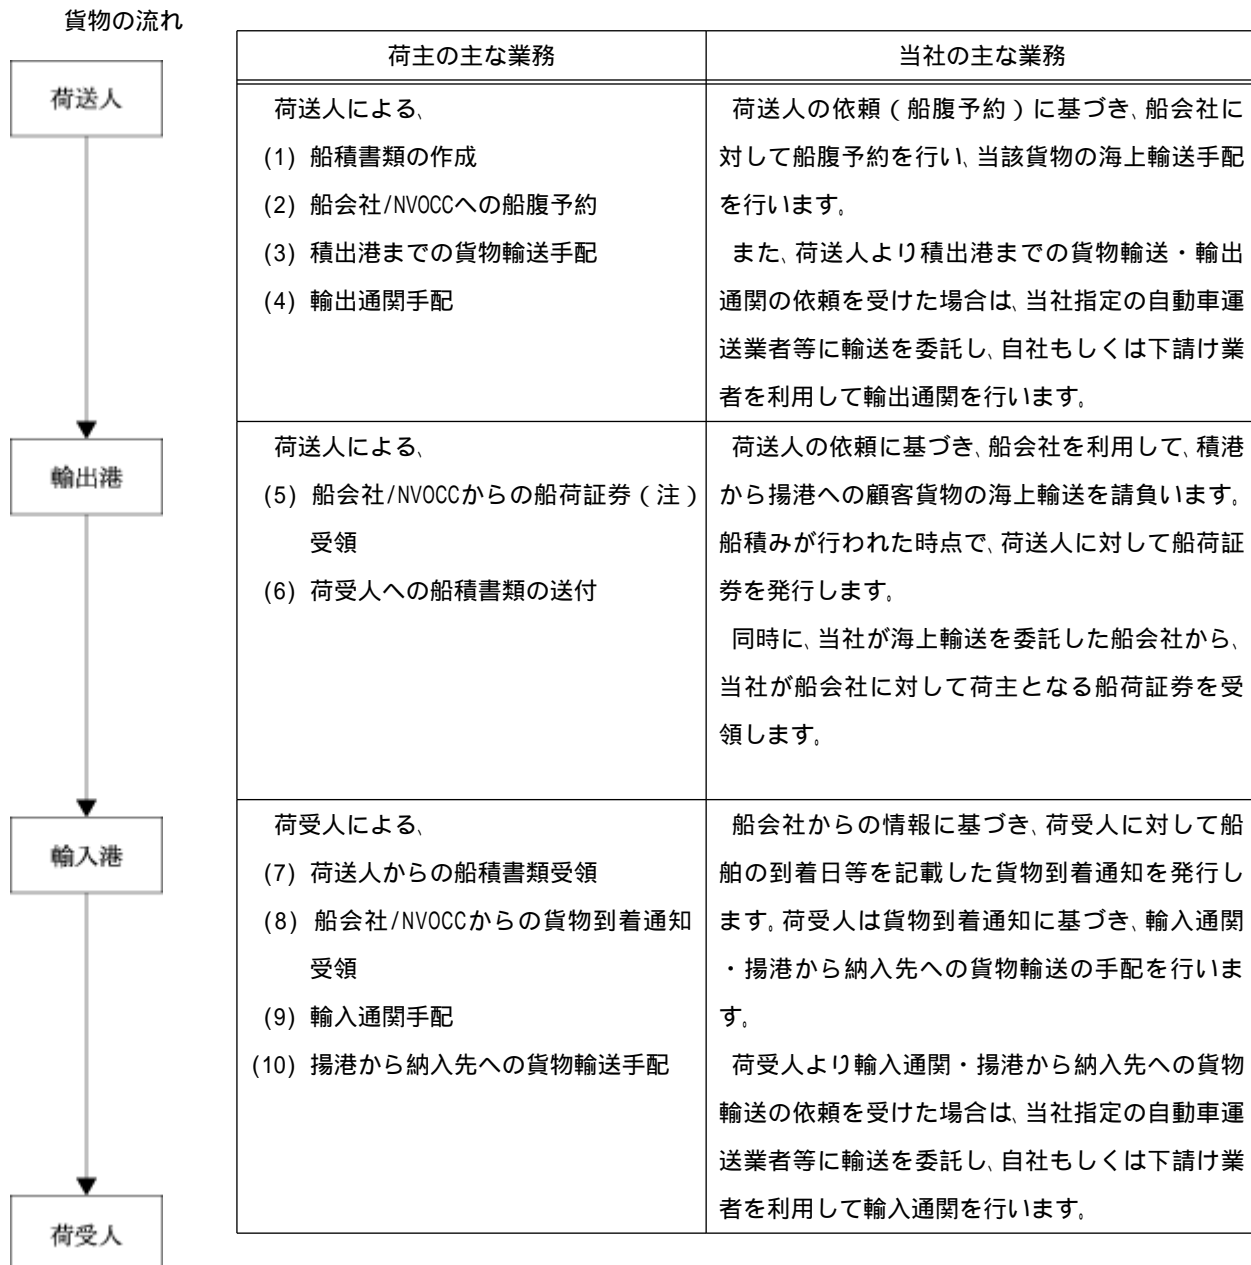 貨物の流れ
荷送人
輸出港
輸入港
荷受人
荷主の主な業務
当社の主な業務
荷送人による、
(1) 船積書類の作成
(2) 船会社/NVOCCへの船腹予約
(3) 積出港までの貨物輸送手配
(4) 輸出通関手配
荷送人の依頼(船腹予約)に基づき、船会社に
対して船腹予約を行い、当該貨物の海上輸送手配
を行います。
また、荷送人より積出港までの貨物輸送・輸出
通関の依頼を受けた場合は、当社指定の自動車運
送業者等に輸送を委託し、自社もしくは下請け業
者を利用して輸出通関を行います。
荷送人による、
(5) 船会社/NVOCCからの船荷証券(注)
受領
(6) 荷受人への船積書類の送付
荷送人の依頼に基づき、船会社を利用して、積港
から揚港への顧客貨物の海上輸送を請負います。
船積みが行われた時点で、荷送人に対して船荷証
券を発行します。
同時に、当社が海上輸送を委託した船会社から、
当社が船会社に対して荷主となる船荷証券を受
領します。
荷受人による、
(7) 荷送人からの船積書類受領
(8) 船会社/NVOCCからの貨物到着通知
受領
(9) 輸入通関手配
(10) 揚港から納入先への貨物輸送手配
船会社からの情報に基づき、荷受人に対して船
舶の到着日等を記載した貨物到着通知を発行し
ます。荷受人は貨物到着通知に基づき、輸入通関
・揚港から納入先への貨物輸送の手配を行いま
す。
荷受人より輸入通関・揚港から納入先への貨物
輸送の依頼を受けた場合は、当社指定の自動車運
送業者等に輸送を委託し、自社もしくは下請け業
者を利用して輸入通関を行います。